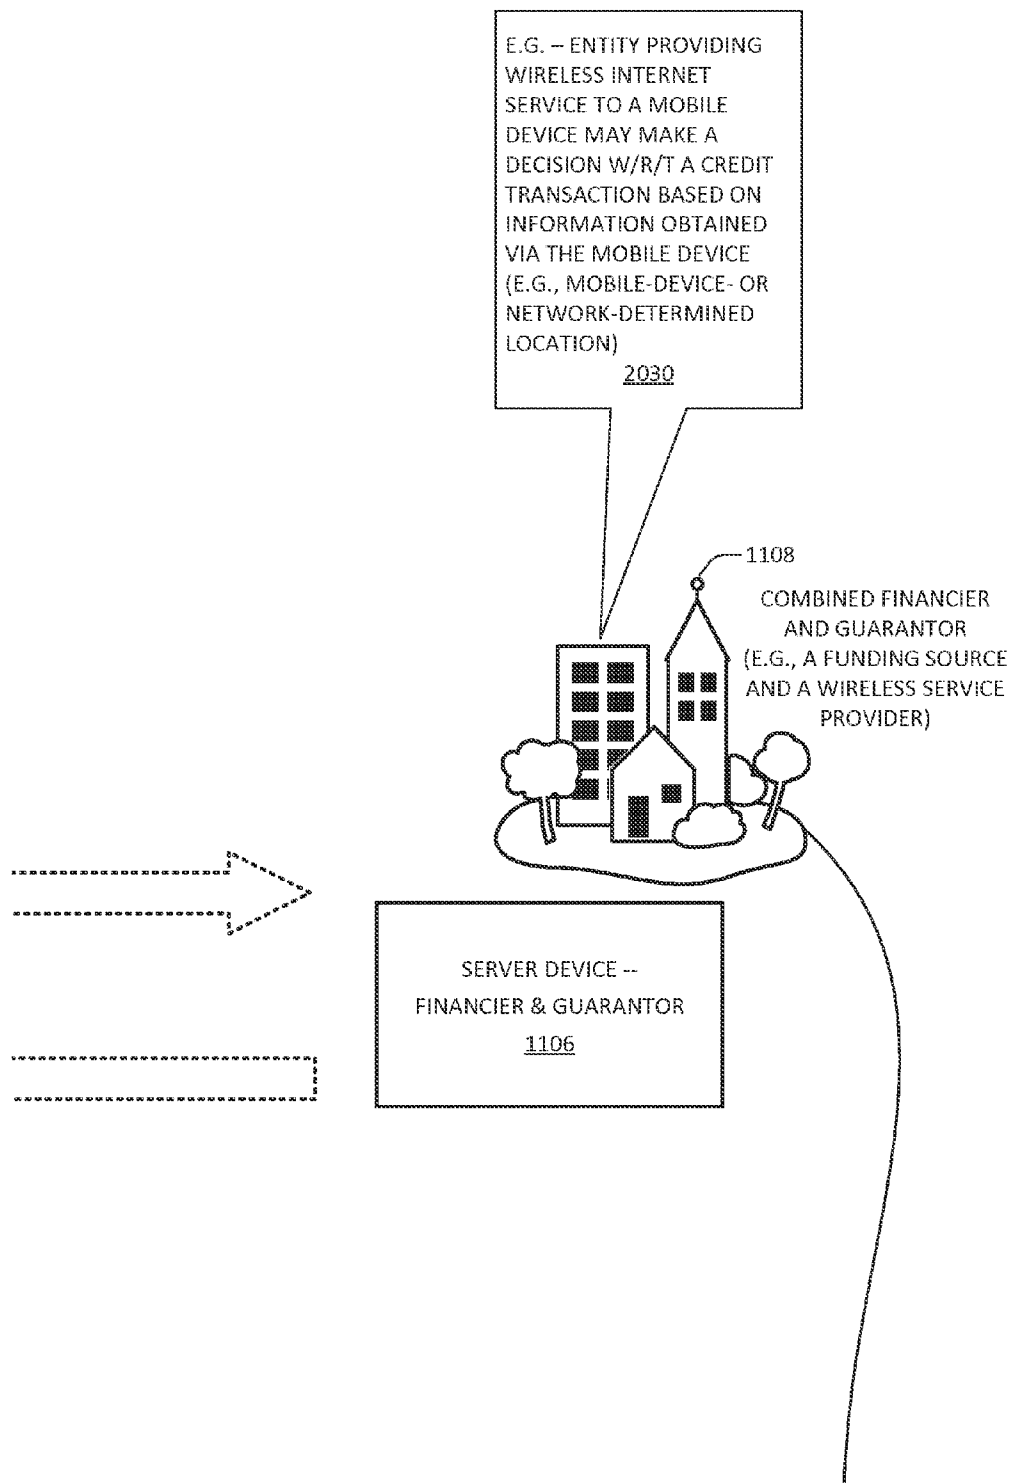 E.G. – ENTITY PROVIDING
WIRELESS INTERNET
SERVICE TO A MOBILE
DEVICE MAY MAKE A
DECISION W/R/T A CREDIT
TRANSACTION BASED ON
INFORMATION OBTAINED
VIA THE MOBILE DEVICE
(E.G., MOBILE-DEVICE- OR
NETWORK-DETERMINED
LOCATION)
2030
1108
COMBINED FINANCIER
AND GUARANTOR
(E.G., A FUNDING SOURCE
AND A WIRELESS SERVICE
PROVIDER)
SERVER DEVICE --
FINANCIER & GUARANTOR
1106